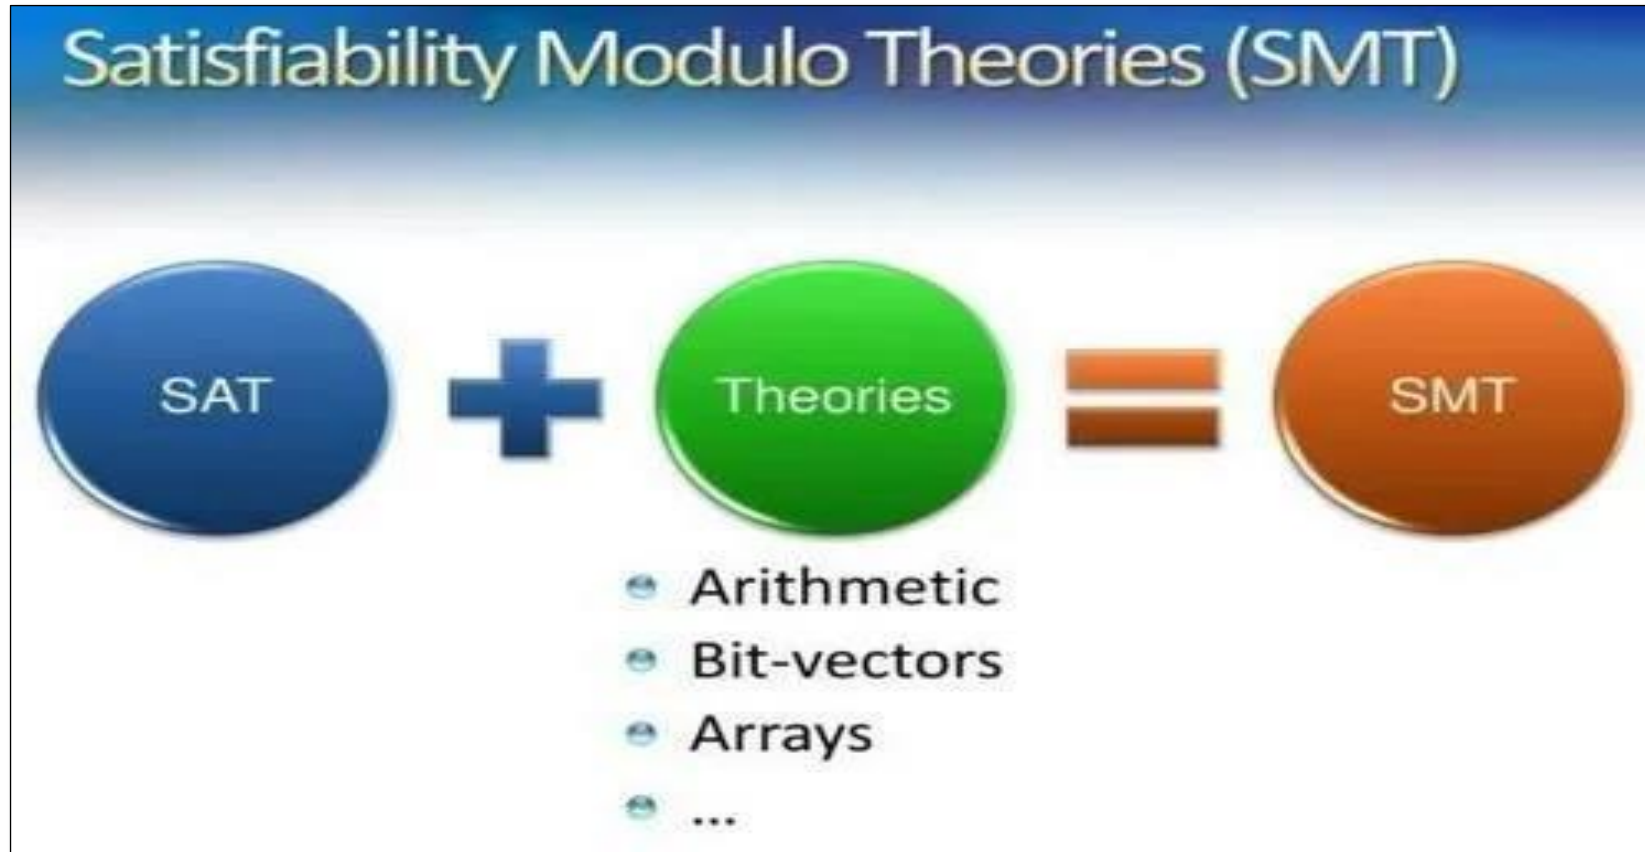 Satisfiability Modulo Theories (SMT)
SAT
Theories
SMT
Arithmetic
Bit-vectors
Arrays
...